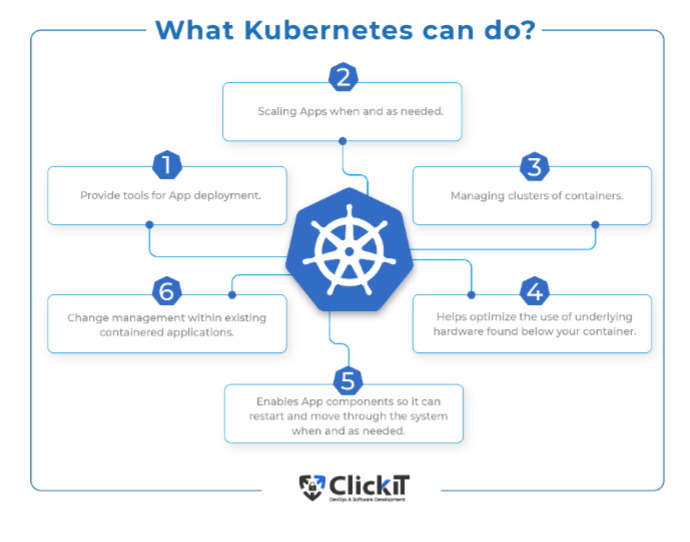 What Kubernetes can do?
2
Scaling Apps when and as needed.
1
Provide tools for App deployment.
3
Managing clusters of containers.
6
Change management within existing
containered applications.
4
Helps optimize the use of underlying
hardware found below your container.
5
Enables App components so it can
restart and move through the system
when and as needed.
ClickIT
DevOps & Software Development